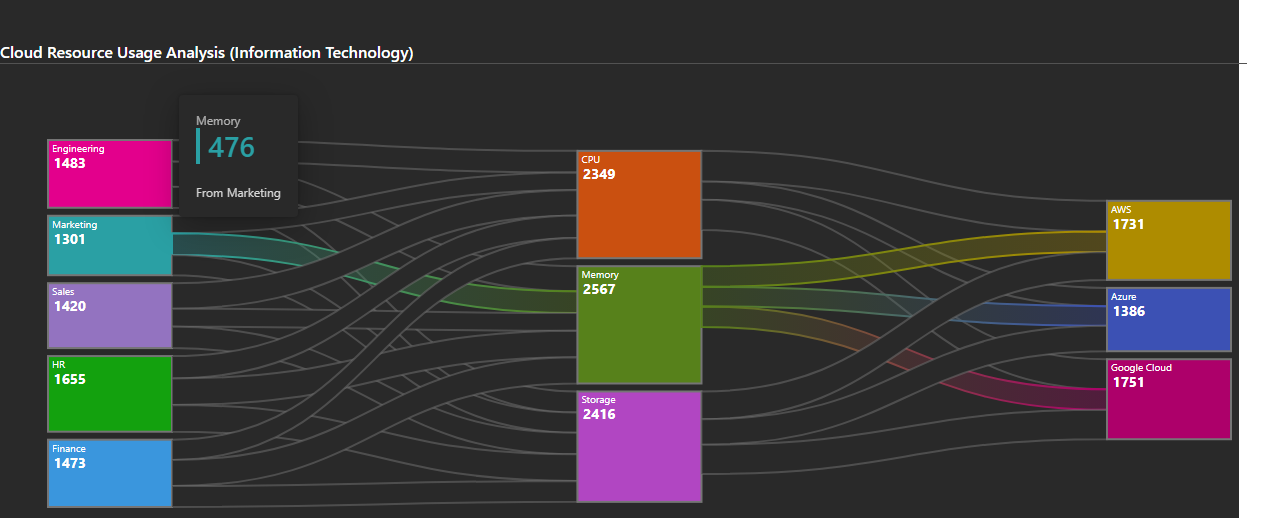 Cloud Resource Usage Analysis (Information Technology)
Memory
476
From Marketing
Engineering
1483
Marketing
1301
Sales
1420
HR
1655
Finance
1473
CPU
2349
Memory
2567
Storage
2416
AWS
1731
Azure
1386
Google Cloud
1751